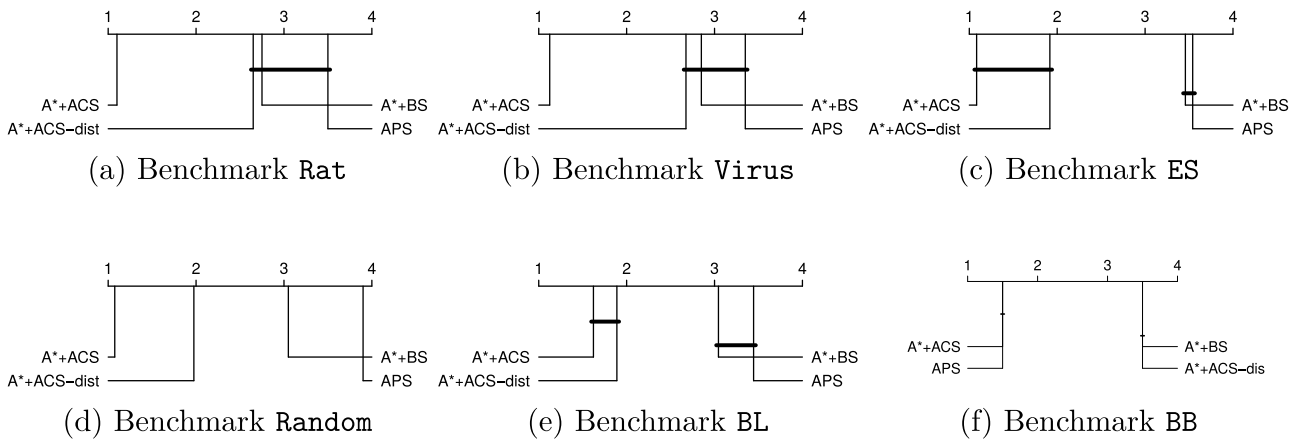 1 2 3 4
A*+ACS A*+BS
A*+ACS−dist APS
(a) Benchmark Rat
1 2 3 4
A*+ACS A*+BS
A*+ACS−dist APS
(b) Benchmark Virus
1 2 3 4
A*+ACS A*+BS
A*+ACS−dist APS
(c) Benchmark ES
1 2 3 4
A*+ACS A*+BS
A*+ACS−dist APS
(d) Benchmark Random
1 2 3 4
A*+ACS A*+BS
A*+ACS−dist APS
(e) Benchmark BL
1 2 3 4
A*+ACS A*+BS
APS A*+ACS−dis
(f) Benchmark BB